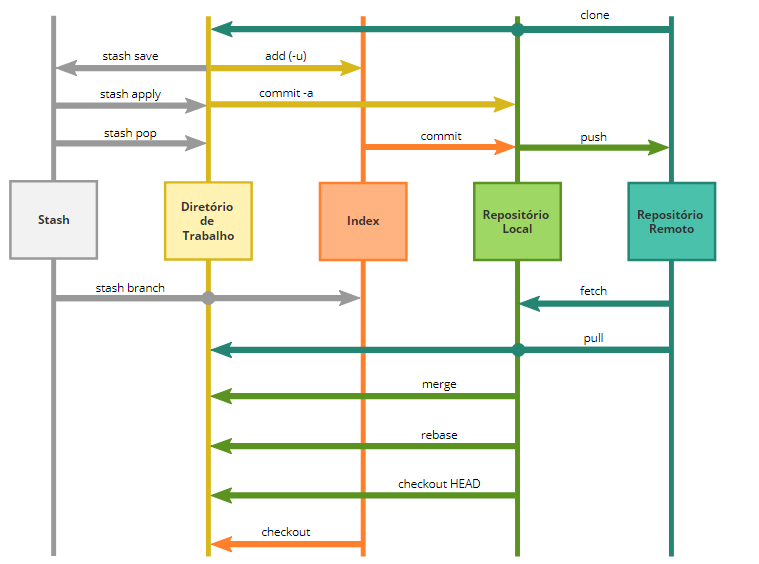 clone
stash save
add (-u)
stash apply
commit -a
stash pop
commit
push
Stash
Diretório
de
Trabalho
Index
Repositório
Local
Repositório
Remoto
stash branch
fetch
pull
merge
rebase
checkout HEAD
checkout